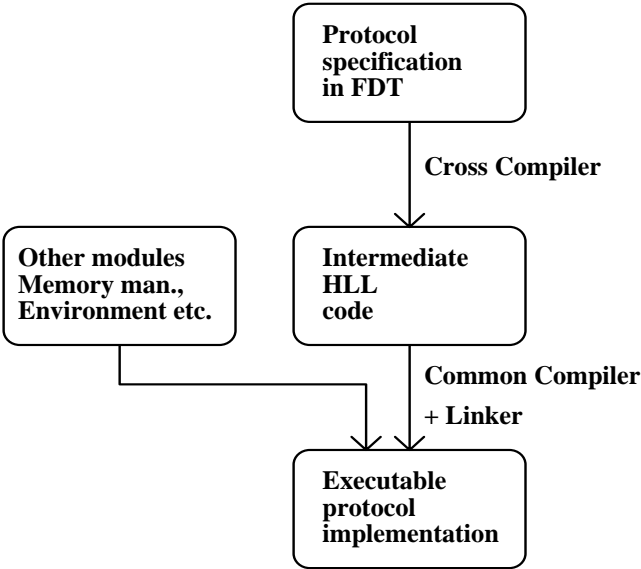 Protocol
specification
in FDT
Cross Compiler
Other modules
Memory man.,
Environment etc.
Intermediate
HLL
code
Common Compiler
+ Linker
Executable
protocol
implementation